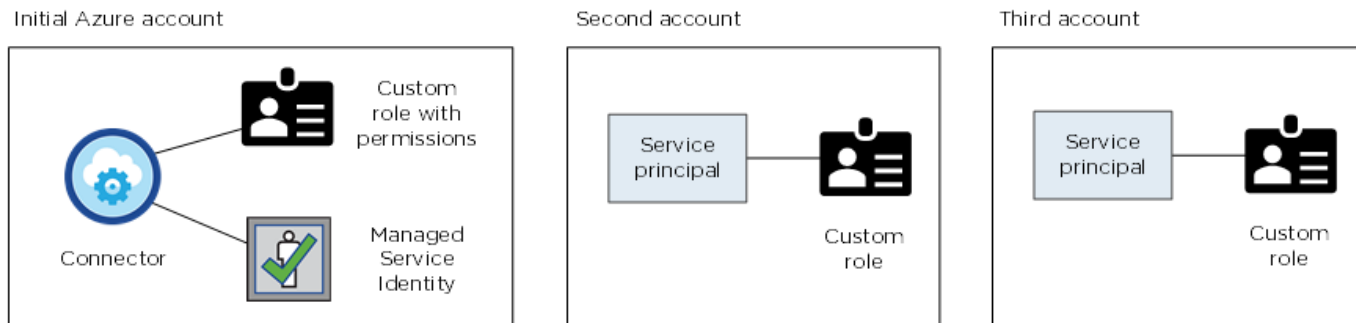 Initial Azure account
Custom
role with
permissions
Connector
Managed
Service
Identity
Second account
Service
principal
Custom
role
Third account
Service
principal
Custom
role